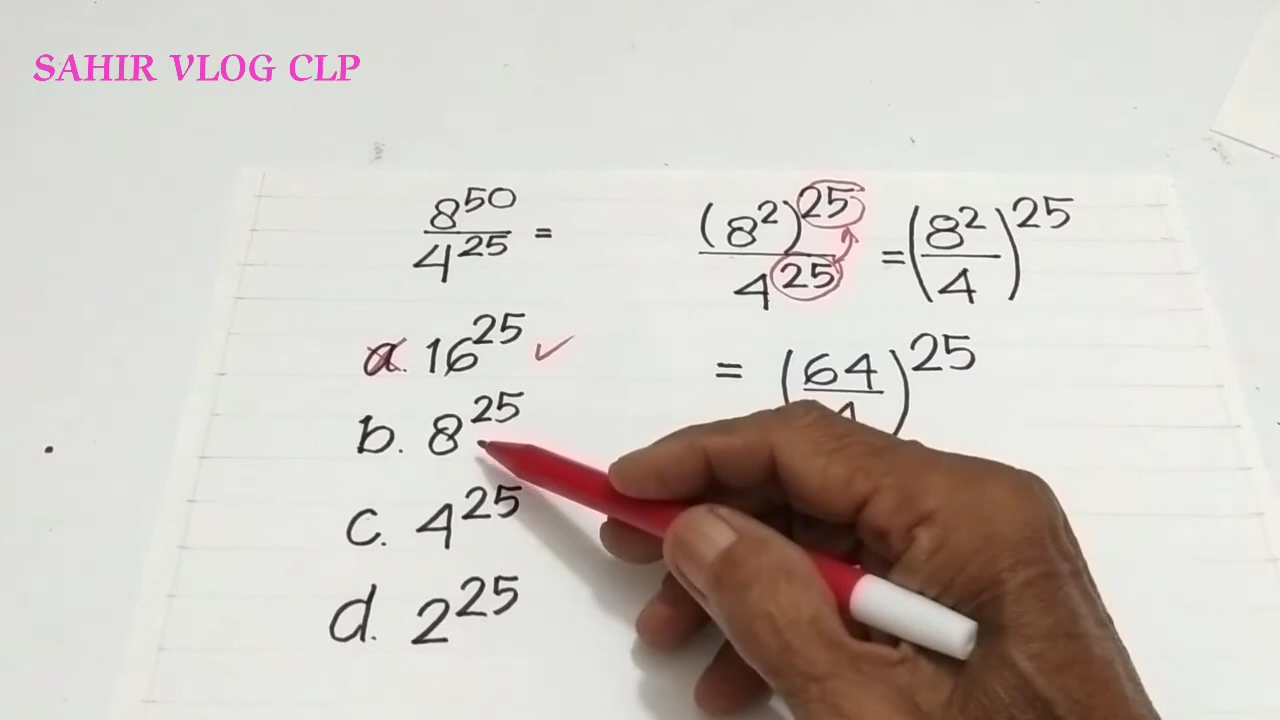 SAHIR VLOG CLP
8^50/4^25 =
a. 16^25 ✓
b. 8^25
c. 4^25
d. 2^25
(8^2)^25/4^25 = (8^2/4)^25
= (64/4)^25